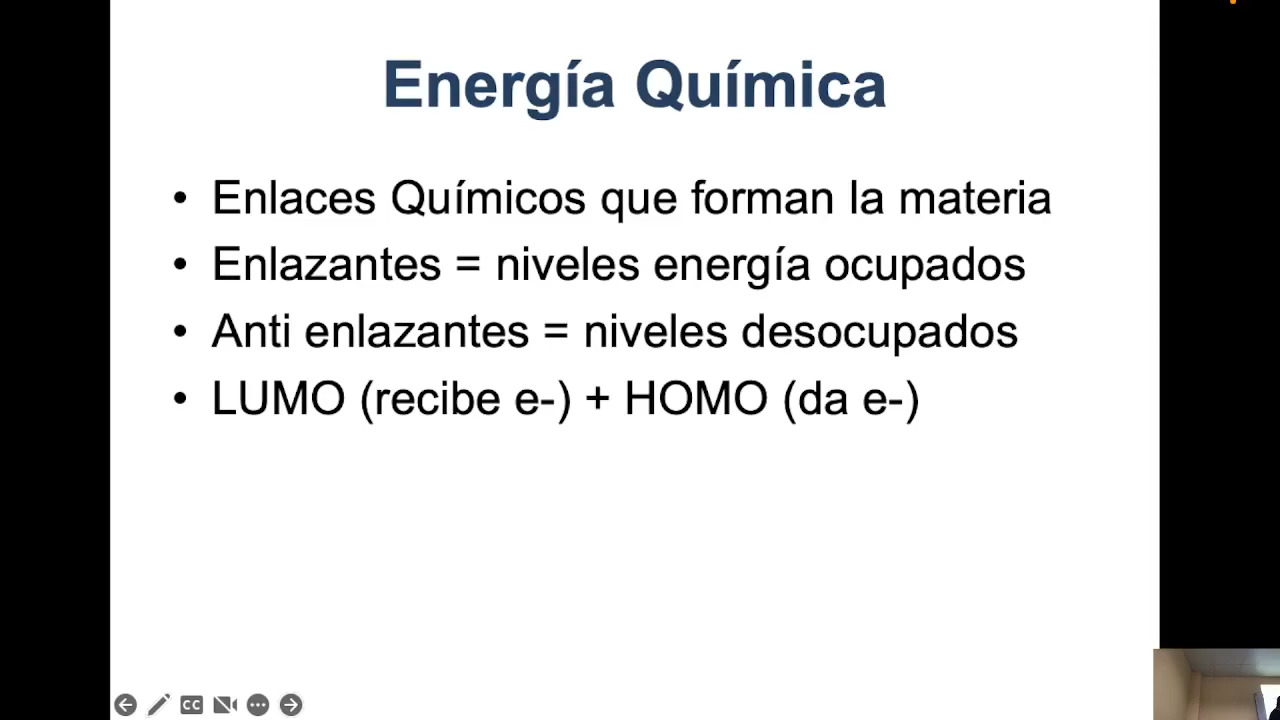 Energía Química
• Enlaces Químicos que forman la materia
• Enlazantes = niveles energía ocupados
• Anti enlazantes = niveles desocupados
• LUMO (recibe e-) + HOMO (da e-)
CC